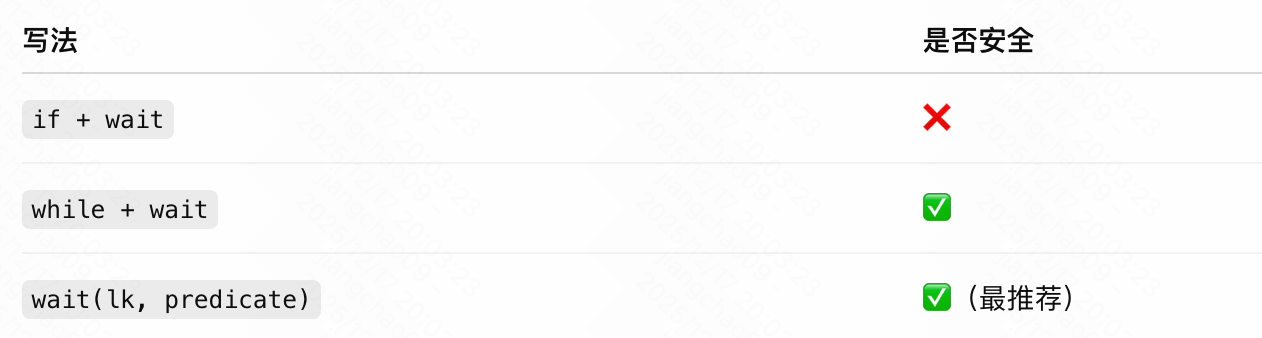 写法 是否安全
if + wait ❌
while + wait ✅
wait(lk, predicate) ✅（最推荐）